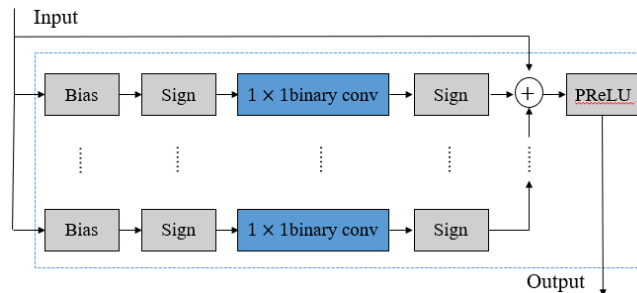 Input
Bias Sign 1 × 1binary conv Sign + PReLU
Bias Sign 1 × 1binary conv Sign
Output